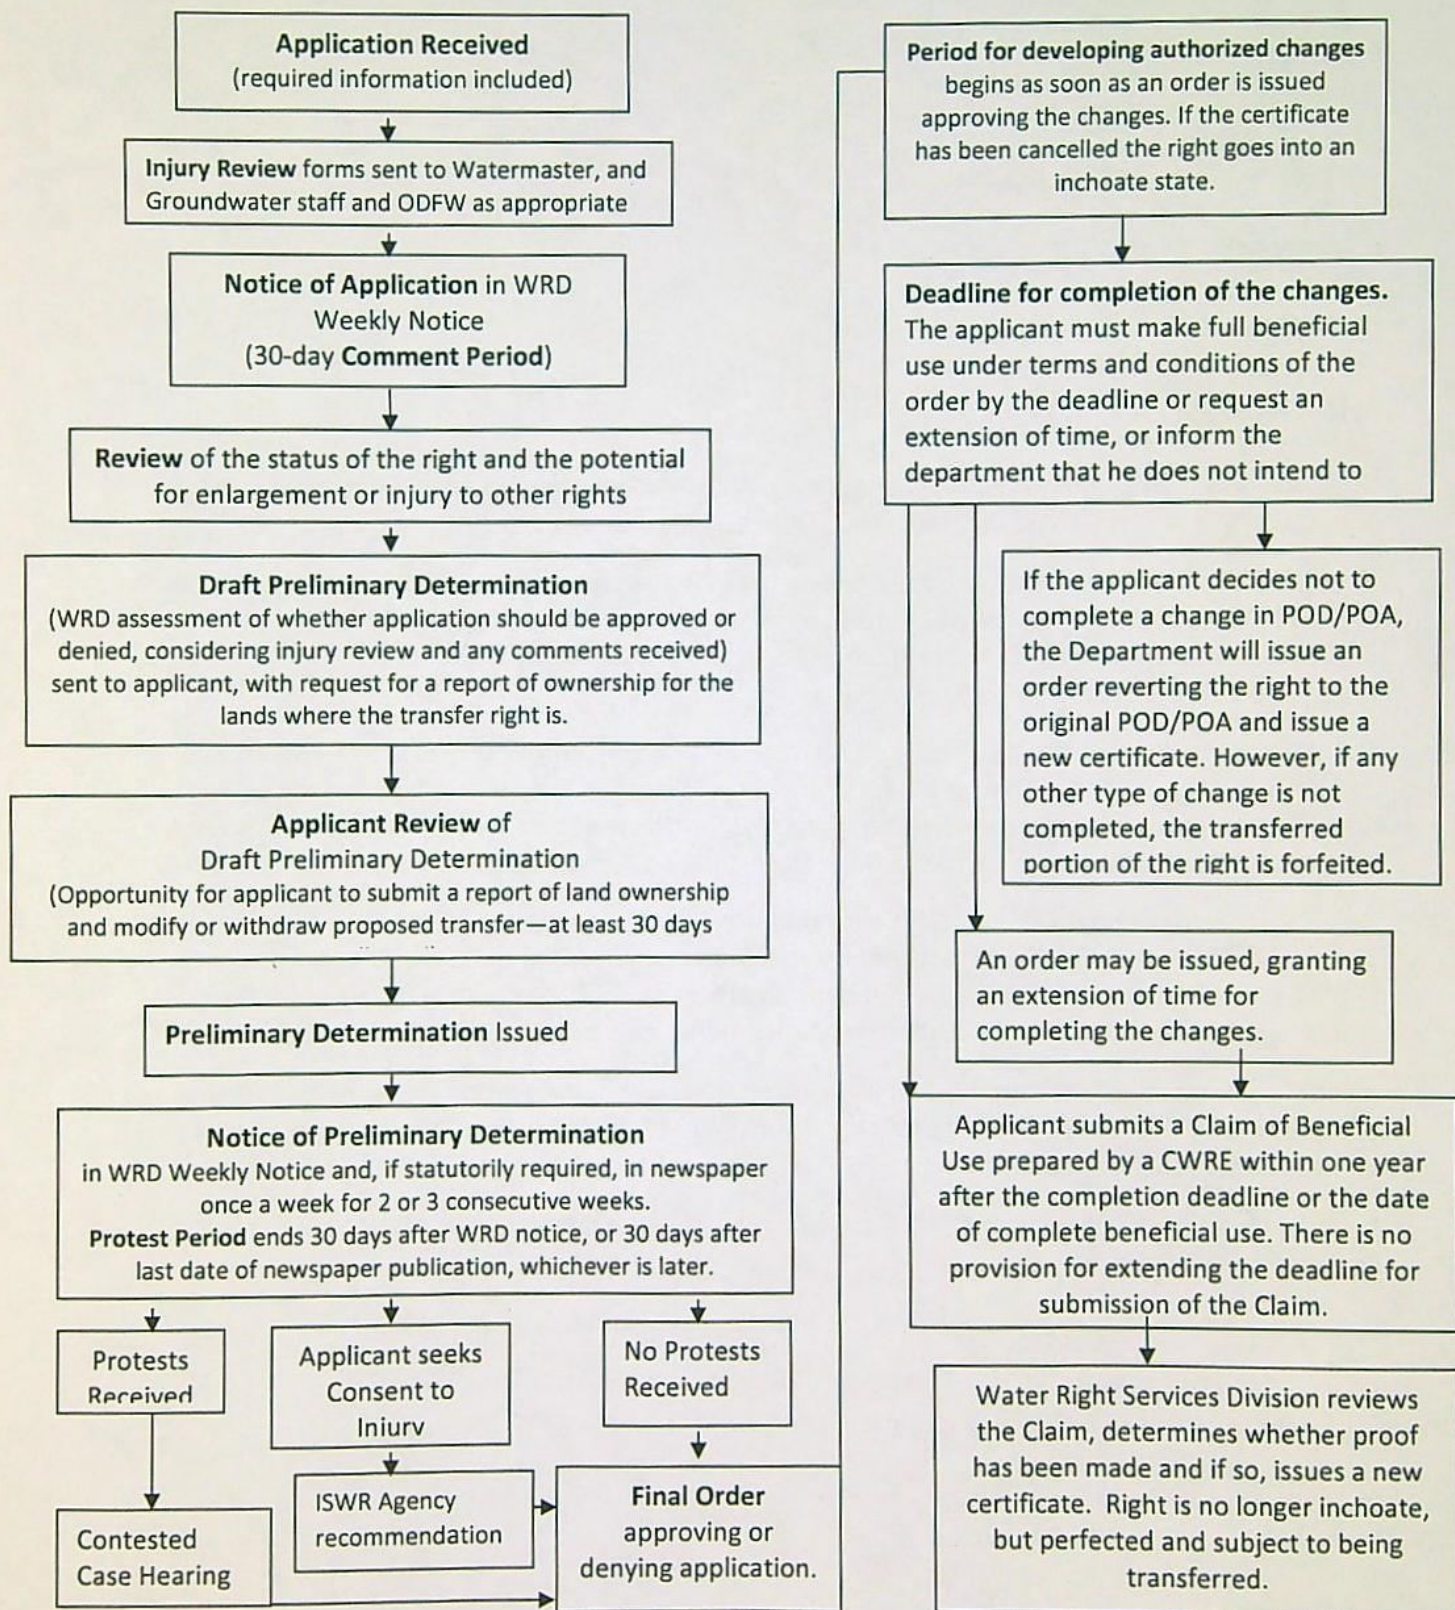 Application Received
(required information included)
Injury Review forms sent to Watermaster, and
Groundwater staff and ODFW as appropriate
Notice of Application in WRD
Weekly Notice
(30-day Comment Period)
Review of the status of the right and the potential
for enlargement or injury to other rights
Draft Preliminary Determination
(WRD assessment of whether application should be approved or
denied, considering injury review and any comments received)
sent to applicant, with request for a report of ownership for the
lands where the transfer right is.
Applicant Review of
Draft Preliminary Determination
(Opportunity for applicant to submit a report of land ownership
and modify or withdraw proposed transfer—at least 30 days
Preliminary Determination Issued
Notice of Preliminary Determination
in WRD Weekly Notice and, if statutorily required, in newspaper
once a week for 2 or 3 consecutive weeks.
Protest Period ends 30 days after WRD notice, or 30 days after
last date of newspaper publication, whichever is later.
Protests
Received
Applicant seeks
Consent to
Injury
No Protests
Received
Contested
Case Hearing
ISWR Agency
recommendation
Final Order
approving or
denying application.
Period for developing authorized changes
begins as soon as an order is issued
approving the changes. If the certificate
has been cancelled the right goes into an
inchoate state.
Deadline for completion of the changes.
The applicant must make full beneficial
use under terms and conditions of the
order by the deadline or request an
extension of time, or inform the
department that he does not intend to
If the applicant decides not to
complete a change in POD/POA,
the Department will issue an
order reverting the right to the
original POD/POA and issue a
new certificate. However, if any
other type of change is not
completed, the transferred
portion of the right is forfeited.
An order may be issued, granting
an extension of time for
completing the changes.
Applicant submits a Claim of Beneficial
Use prepared by a CWRE within one year
after the completion deadline or the date
of complete beneficial use. There is no
provision for extending the deadline for
submission of the Claim.
Water Right Services Division reviews
the Claim, determines whether proof
has been made and if so, issues a new
certificate. Right is no longer inchoate,
but perfected and subject to being
transferred.